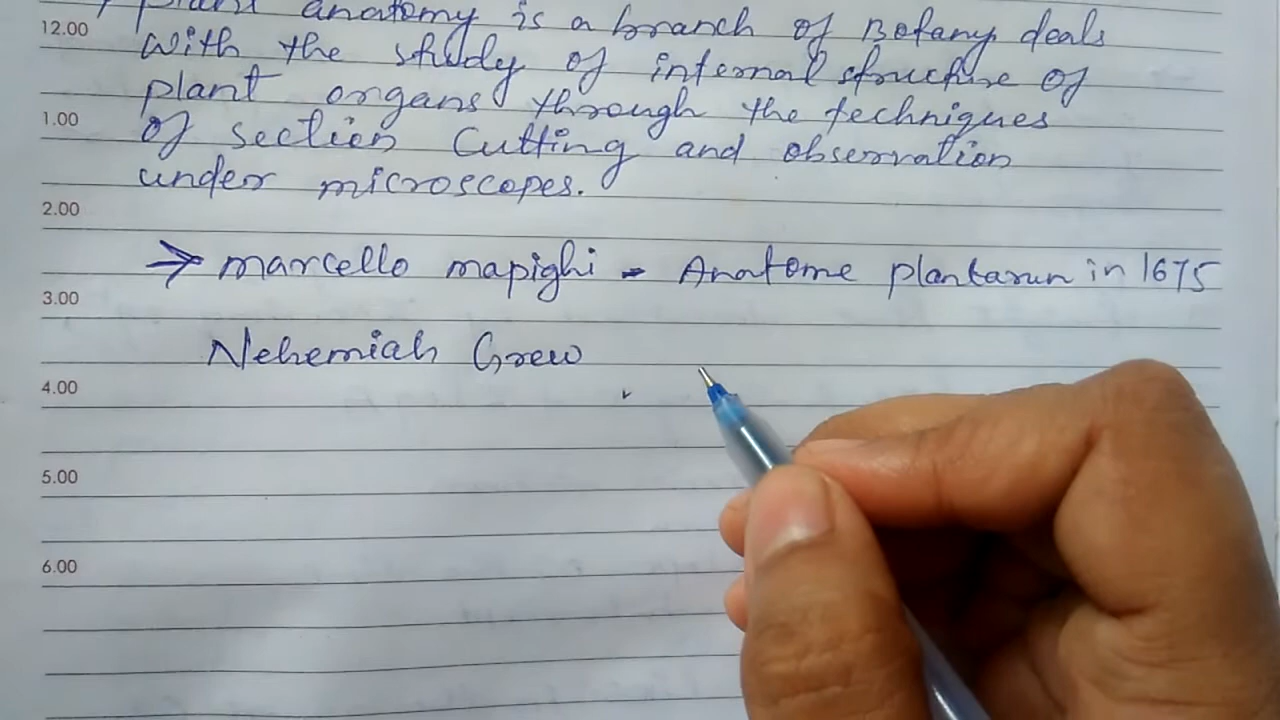 plant anatomy is a branch of Botany deals
12.00
with the study of internal structure of
plant organs through the techniques
1.00
of section Cutting and observation
under microscopes.
2.00
→ marcello mapighi - Anatome plantarun in 1675
3.00
Nehemiah Grew
4.00
5.00
6.00